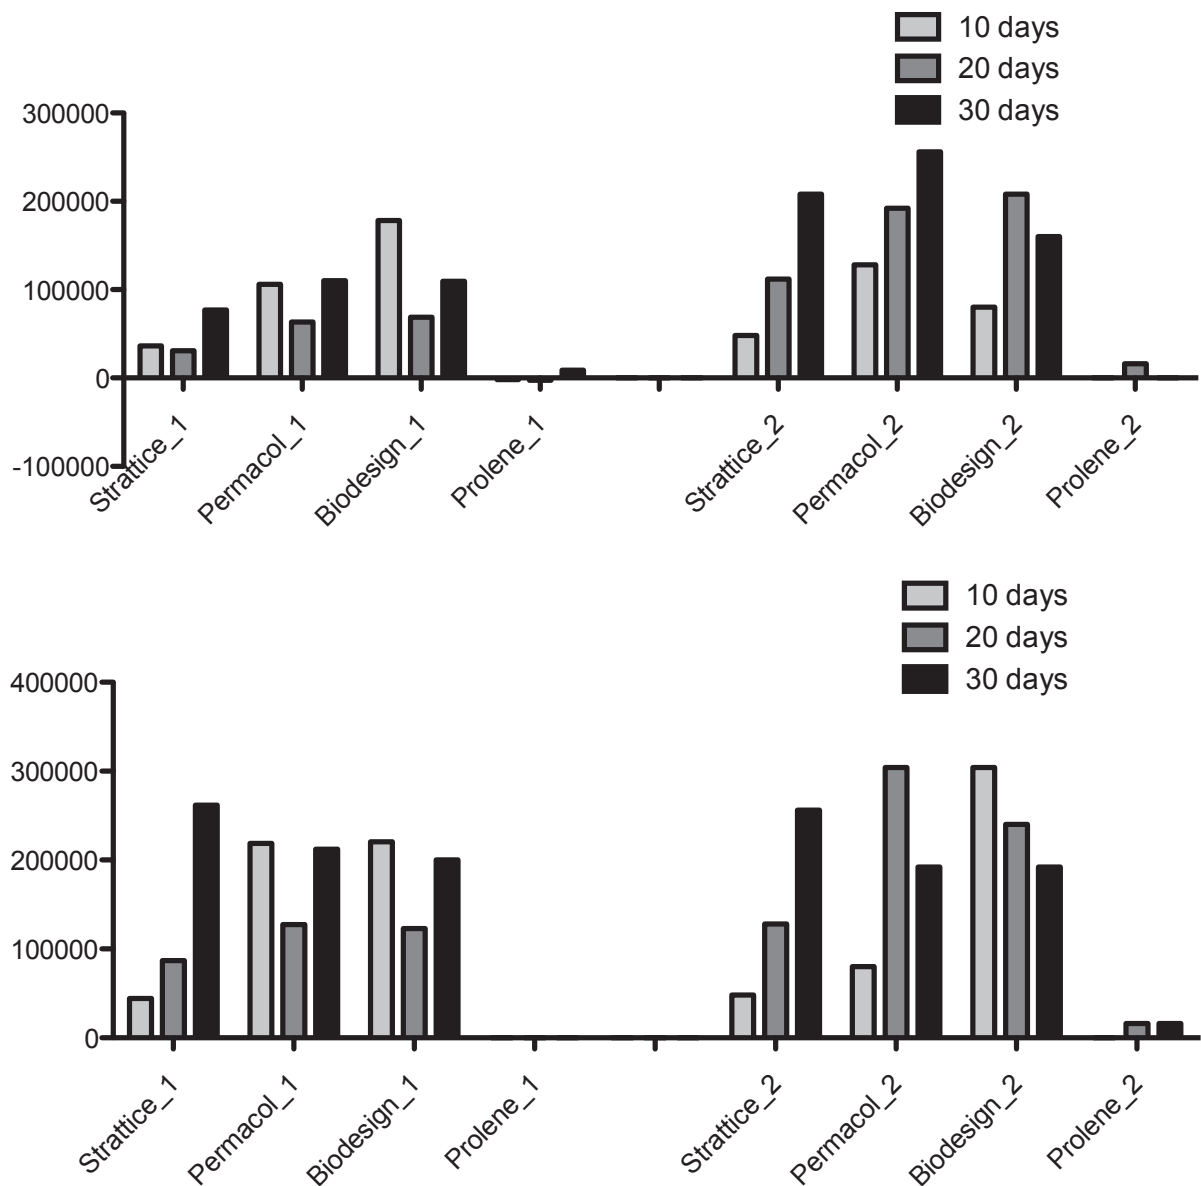 10 days
20 days
30 days
300000
200000
100000
0
-100000
Strattice_1
Permacol_1
Biodesign_1
Prolene_1
Strattice_2
Permacol_2
Biodesign_2
Prolene_2
10 days
20 days
30 days
400000
300000
200000
100000
0
Strattice_1
Permacol_1
Biodesign_1
Prolene_1
Strattice_2
Permacol_2
Biodesign_2
Prolene_2